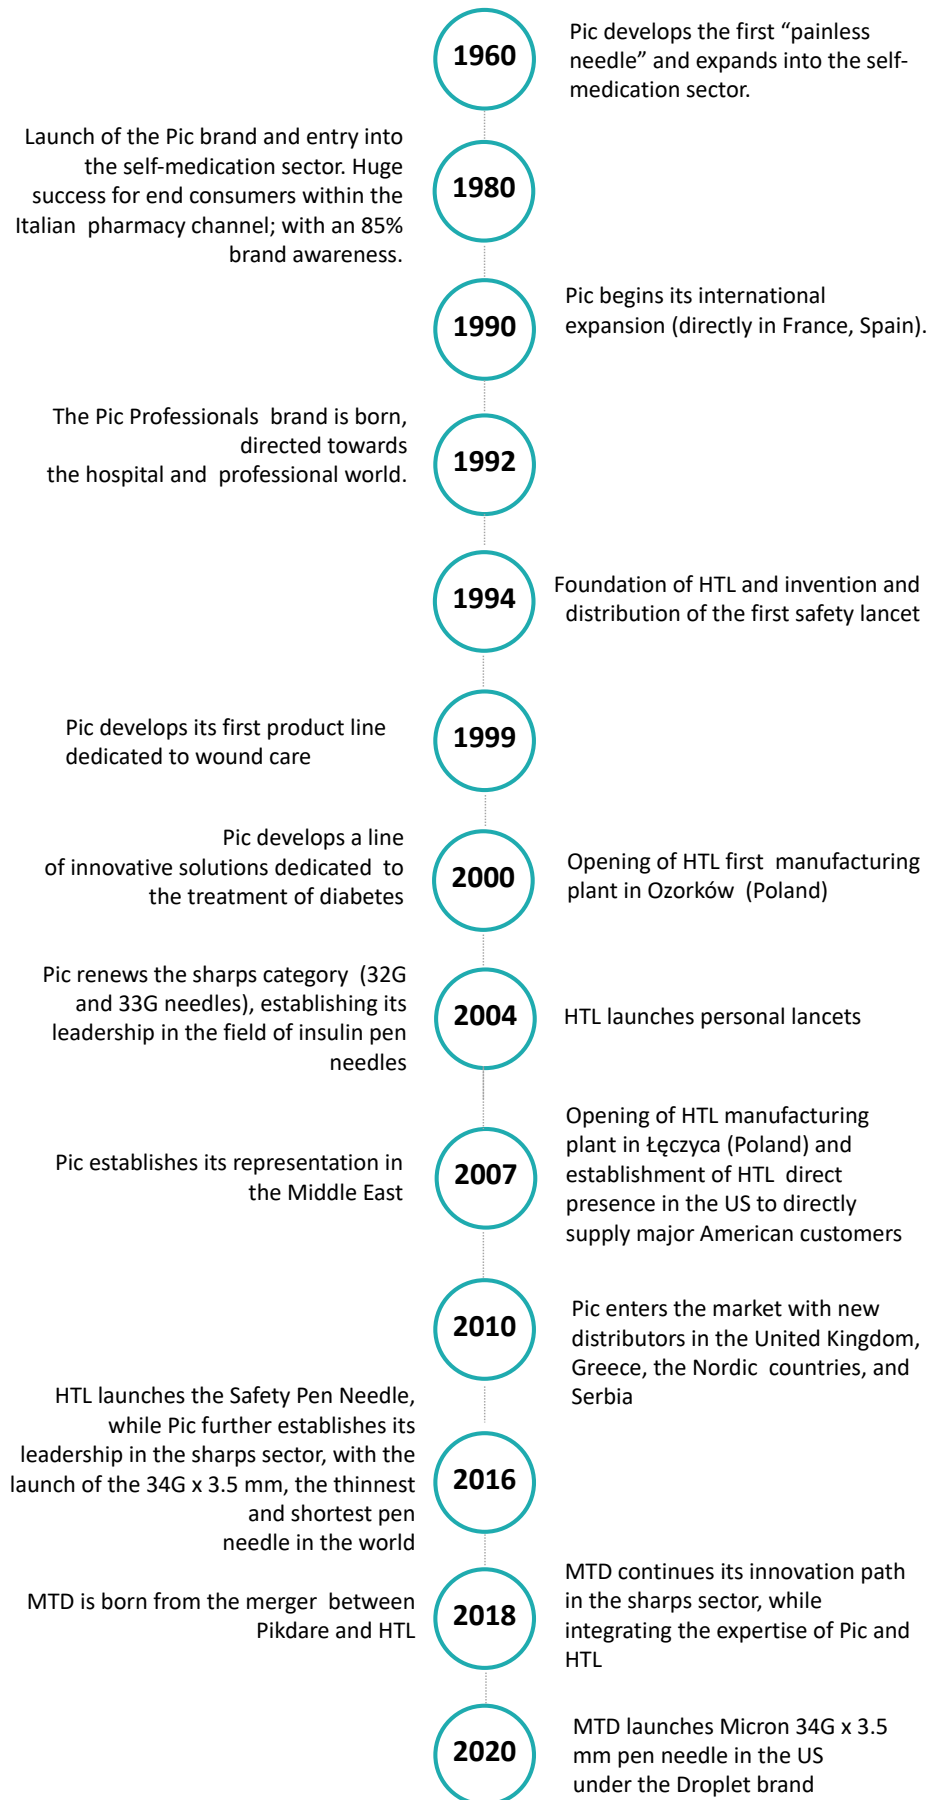 1960
Pic develops the first “painless
needle” and expands into the self-
medication sector.
Launch of the Pic brand and entry into
the self-medication sector. Huge
success for end consumers within the
Italian pharmacy channel; with an 85%
brand awareness.
1980
1990
Pic begins its international
expansion (directly in France, Spain).
The Pic Professionals brand is born,
directed towards
the hospital and professional world.
1992
1994
Foundation of HTL and invention and
distribution of the first safety lancet
Pic develops its first product line
dedicated to wound care
1999
Pic develops a line
of innovative solutions dedicated to
the treatment of diabetes
2000
Opening of HTL first manufacturing
plant in Ozorków (Poland)
Pic renews the sharps category (32G
and 33G needles), establishing its
leadership in the field of insulin pen
needles
2004
HTL launches personal lancets
Pic establishes its representation in
the Middle East
2007
Opening of HTL manufacturing
plant in Łęczyca (Poland) and
establishment of HTL direct
presence in the US to directly
supply major American customers
2010
Pic enters the market with new
distributors in the United Kingdom,
Greece, the Nordic countries, and
Serbia
HTL launches the Safety Pen Needle,
while Pic further establishes its
leadership in the sharps sector, with the
launch of the 34G x 3.5 mm, the thinnest
and shortest pen
needle in the world
2016
MTD is born from the merger between
Pikdare and HTL
2018
MTD continues its innovation path
in the sharps sector, while
integrating the expertise of Pic and
HTL
2020
MTD launches Micron 34G x 3.5
mm pen needle in the US
under the Droplet brand